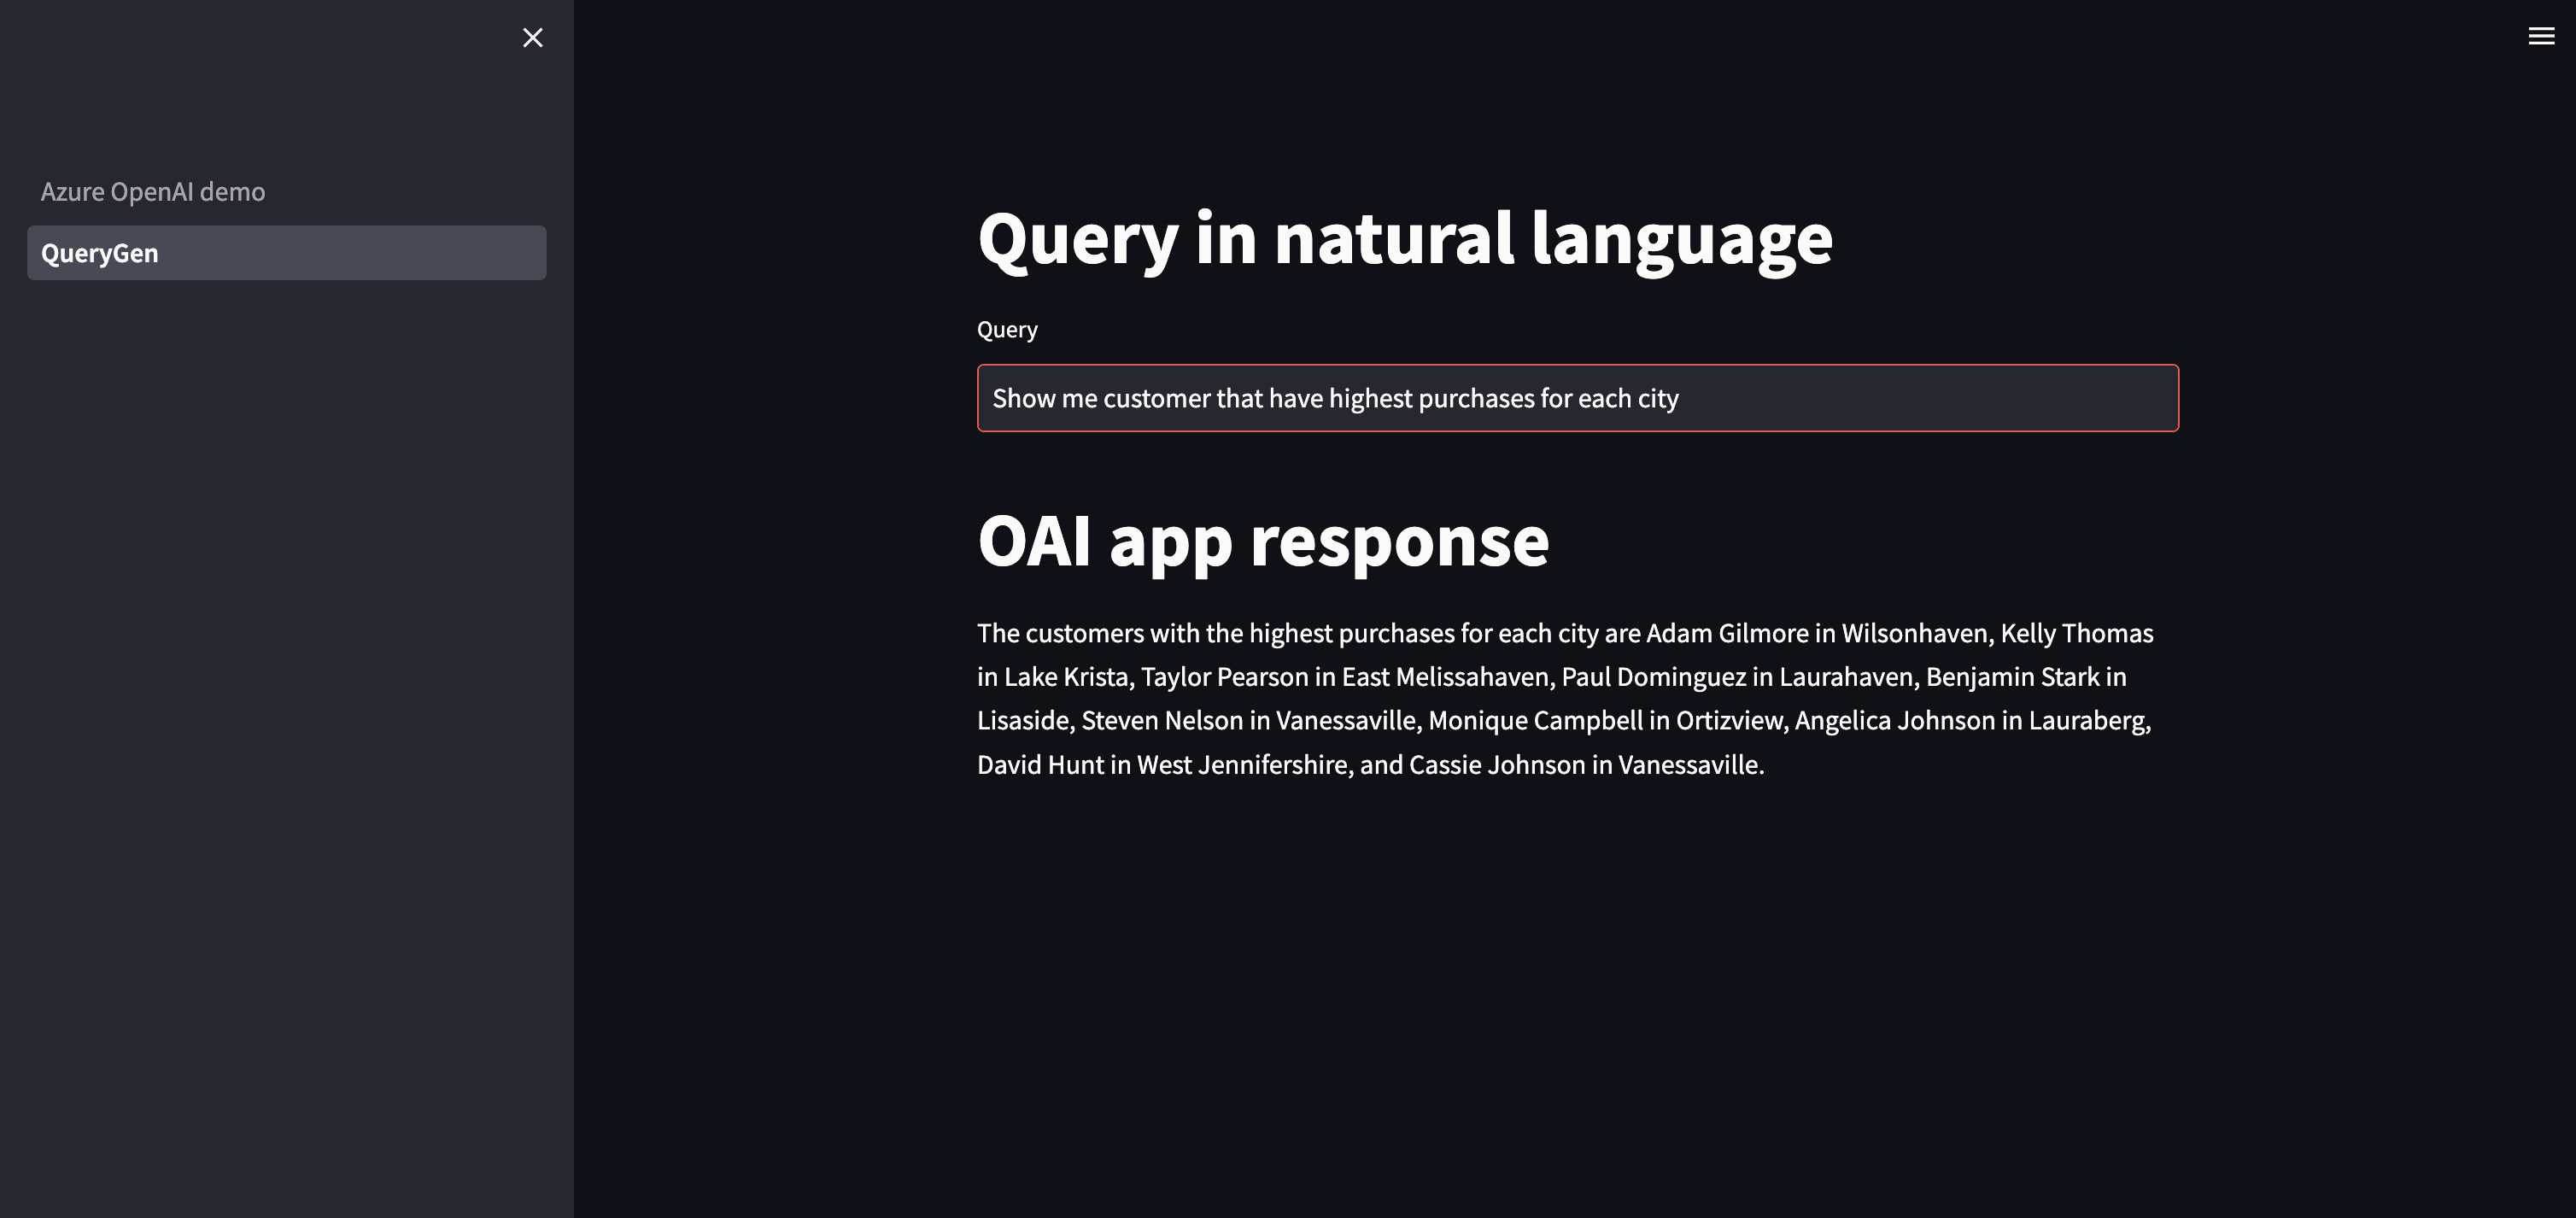 Azure OpenAI demo
QueryGen
Query in natural language
Query
Show me customer that have highest purchases for each city
OAI app response
The customers with the highest purchases for each city are Adam Gilmore in Wilsonhaven, Kelly Thomas
in Lake Krista, Taylor Pearson in East Melissahaven, Paul Dominguez in Laurahaven, Benjamin Stark in
Lisaside, Steven Nelson in Vanessaville, Monique Campbell in Ortizview, Angelica Johnson in Lauraberg,
David Hunt in West Jennifershire, and Cassie Johnson in Vanessaville.